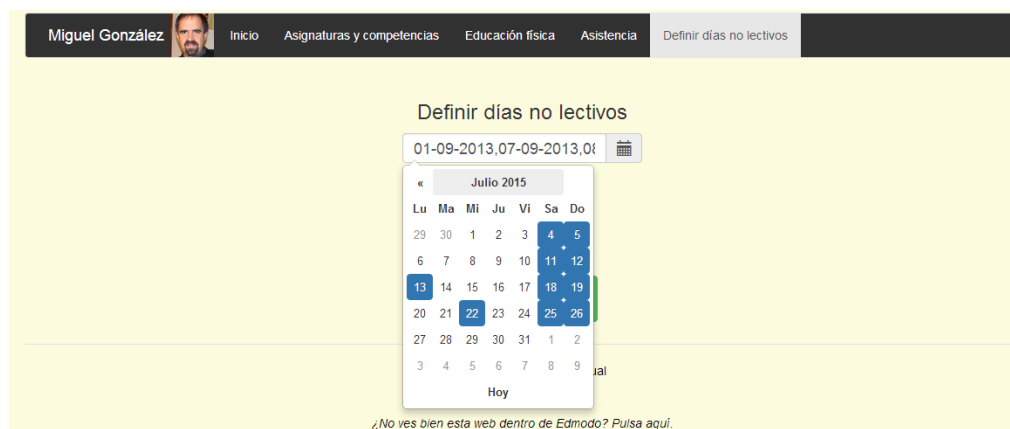 Miguel González Inicio Asignaturas y competencias Educación física Asistencia Definir días no lectivos
Definir días no lectivos
01-09-2013,07-09-2013,08
« Julio 2015
Lu Ma Mi Ju Vi Sa Do
29 30 1 2 3 4 5
6 7 8 9 10 11 12
13 14 15 16 17 18 19
20 21 22 23 24 25 26
27 28 29 30 31 1 2
3 4 5 6 7 8 9
Hoy
¿No ves bien esta web dentro de Edmodo? Pulsa aquí.